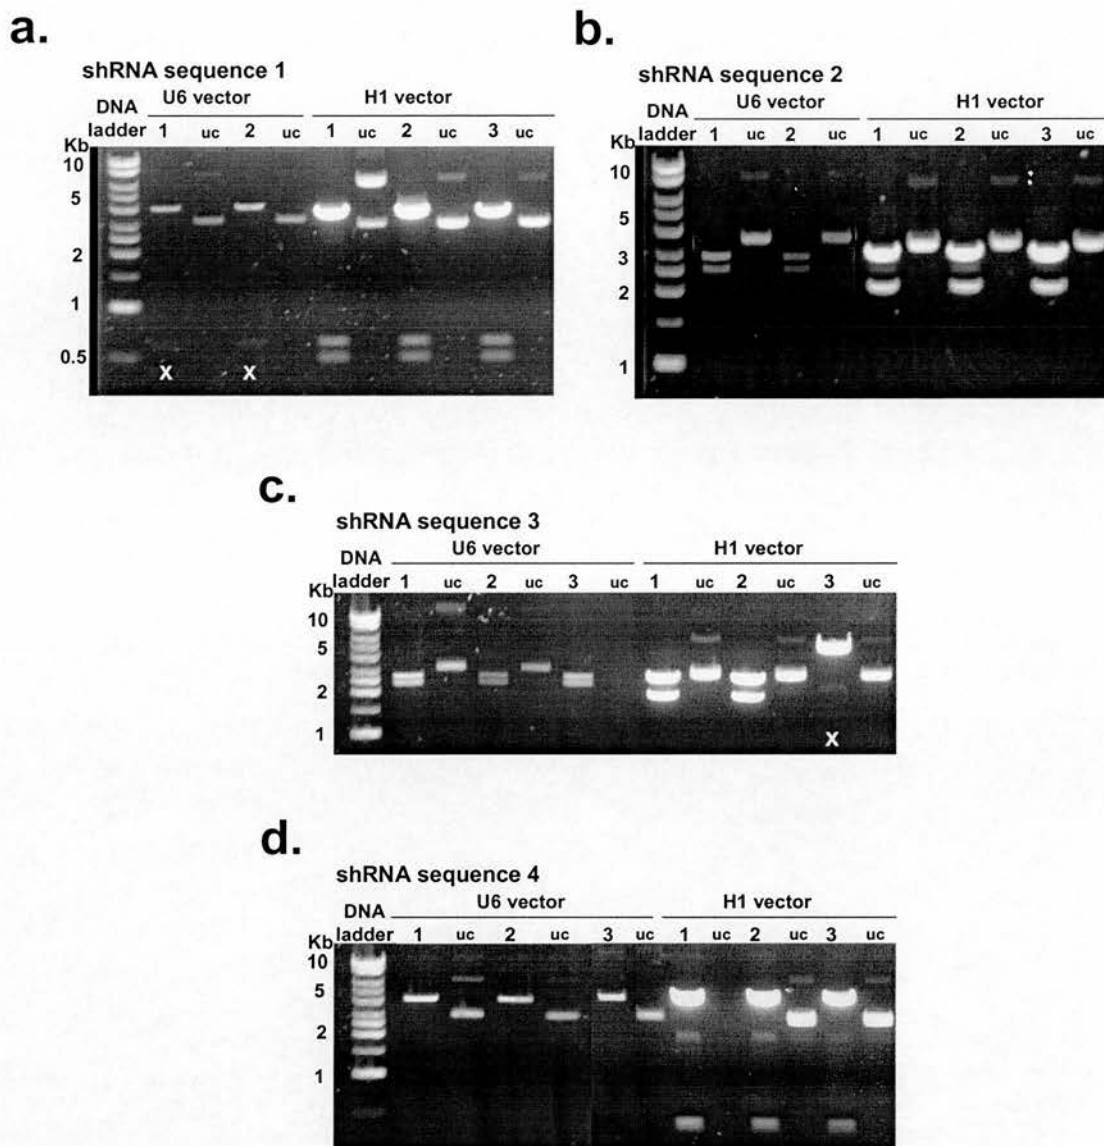 a.
shRNA sequence 1
DNA ladder
U6 vector H1 vector
1 uc 2 uc 1 uc 2 uc 3 uc
Kb
10
5
2
1
0.5
X X
b.
shRNA sequence 2
DNA ladder
U6 vector H1 vector
1 uc 2 uc 1 uc 2 uc 3 uc
10
5
3
2
1
c.
shRNA sequence 3
DNA ladder
U6 vector H1 vector
1 uc 2 uc 3 uc 1 uc 2 uc 3 uc
Kb
10
5
2
1
X
d.
shRNA sequence 4
DNA ladder
U6 vector H1 vector
1 uc 2 uc 3 uc 1 uc 2 uc 3 uc
Kb
10
5
2
1